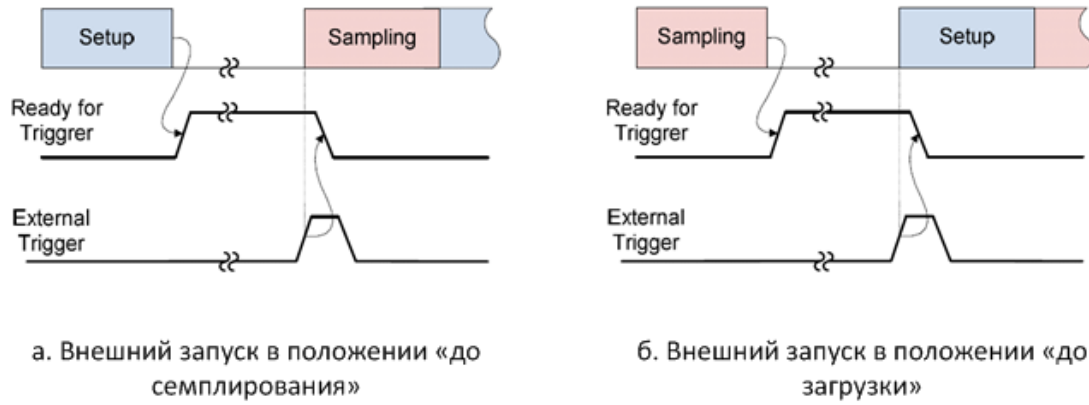 Setup
Sampling
Ready for
Triggrer
External
Trigger
а. Внешний запуск в положении «до
семплирования»
Sampling
Setup
Ready for
Triggrer
External
Trigger
б. Внешний запуск в положении «до
загрузки»